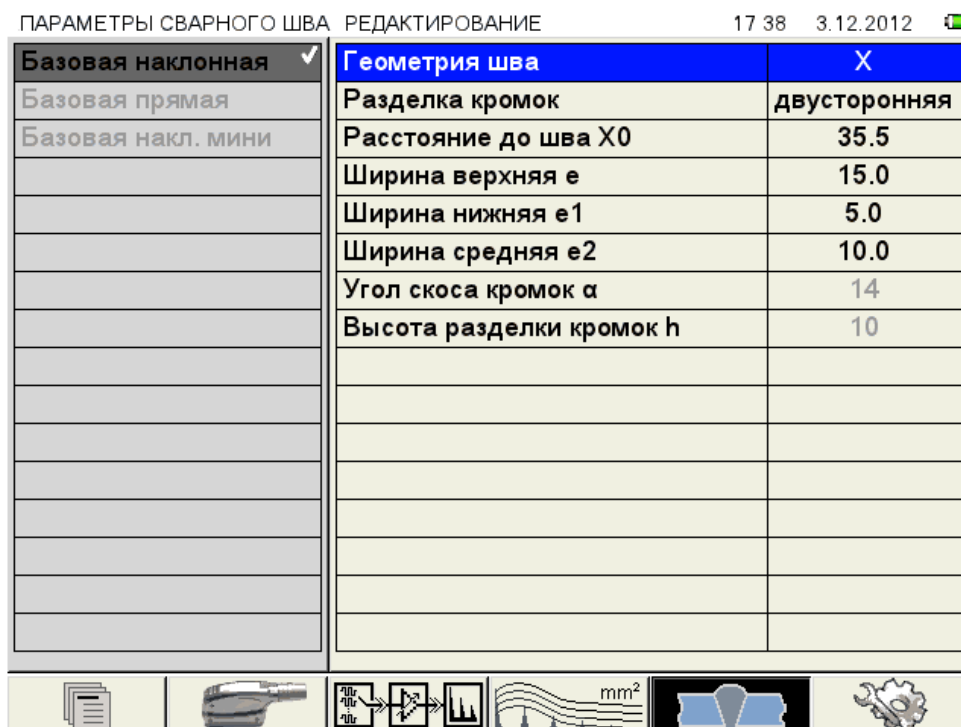 ПАРАМЕТРЫ СВАРНОГО ШВА РЕДАКТИРОВАНИЕ 17 38 3.12.2012
Базовая наклонная
Базовая прямая
Базовая накл. мини
Геометрия шва X
Разделка кромок двусторонняя
Расстояние до шва X0 35.5
Ширина верхняя e 15.0
Ширина нижняя e1 5.0
Ширина средняя e2 10.0
Угол скоса кромок α 14
Высота разделки кромок h 10
mm²